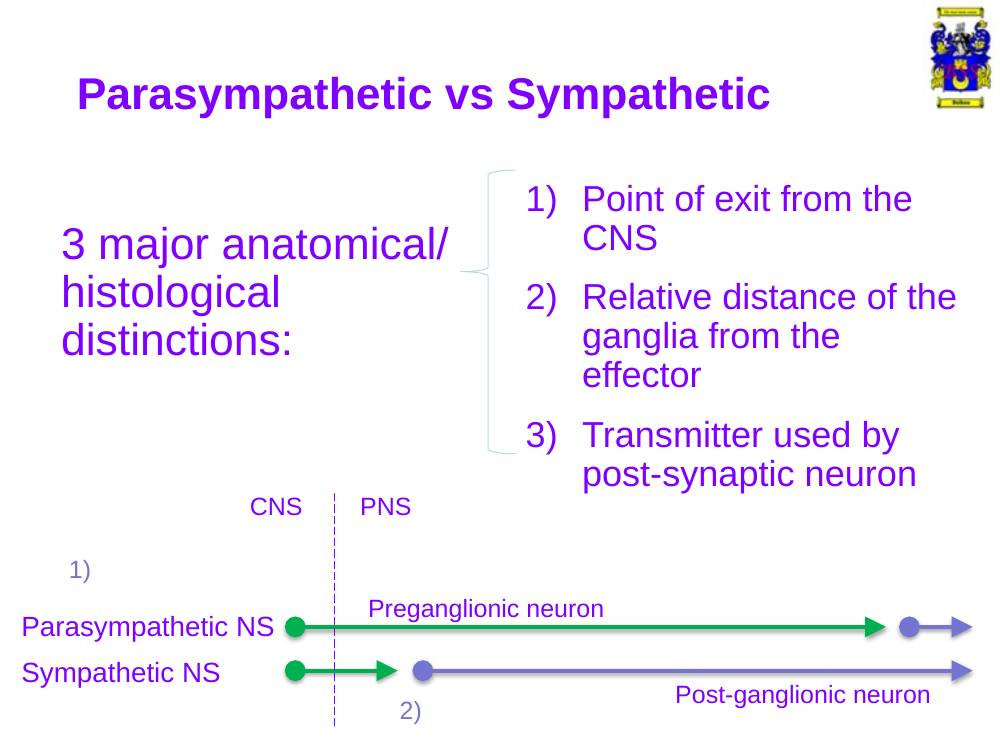 Parasympathetic vs Sympathetic
3 major anatomical/
histological
distinctions:
1) Point of exit from the
CNS
2) Relative distance of the
ganglia from the
effector
3) Transmitter used by
post-synaptic neuron
CNS
PNS
1)
Preganglionic neuron
Parasympathetic NS
Sympathetic NS
Post-ganglionic neuron
2)